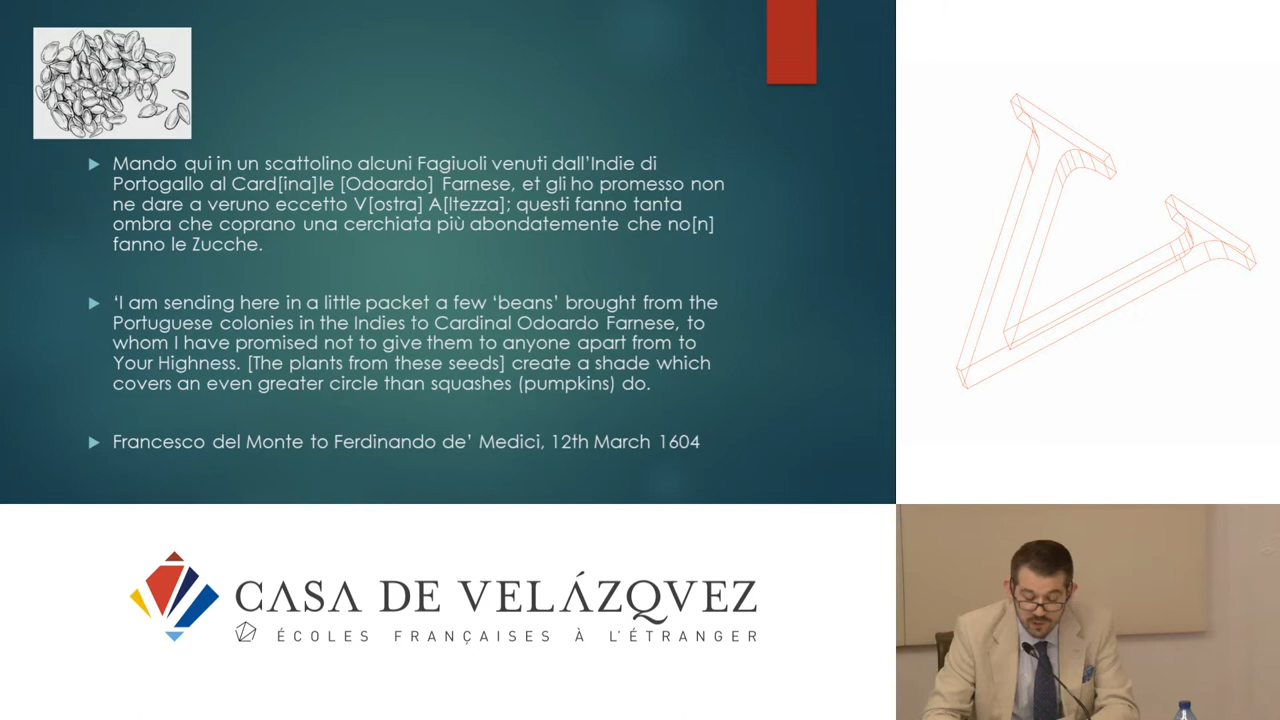 Mando qui in un scattolino alcuni Fagiuoli venuti dall'Indie di
Portogallo al Card[ina]le [Odoardo] Farnese, et gli ho promesso non
ne dare a veruno eccetto V[ostra] A[ltezza]; questi fanno tanta
ombra che coprano una cerchiata più abondatemente che no[n]
fanno le Zucche.
'I am sending here in a little packet a few 'beans' brought from the
Portuguese colonies in the Indies to Cardinal Odoardo Farnese, to
whom I have promised not to give them to anyone apart from to
Your Highness. [The plants from these seeds] create a shade which
covers an even greater circle than squashes (pumpkins) do.
Francesco del Monte to Ferdinando de' Medici, 12th March 1604
CASA DE VELÁZQVEZ
ÉCOLES FRANÇAISES À L'ÉTRANGER